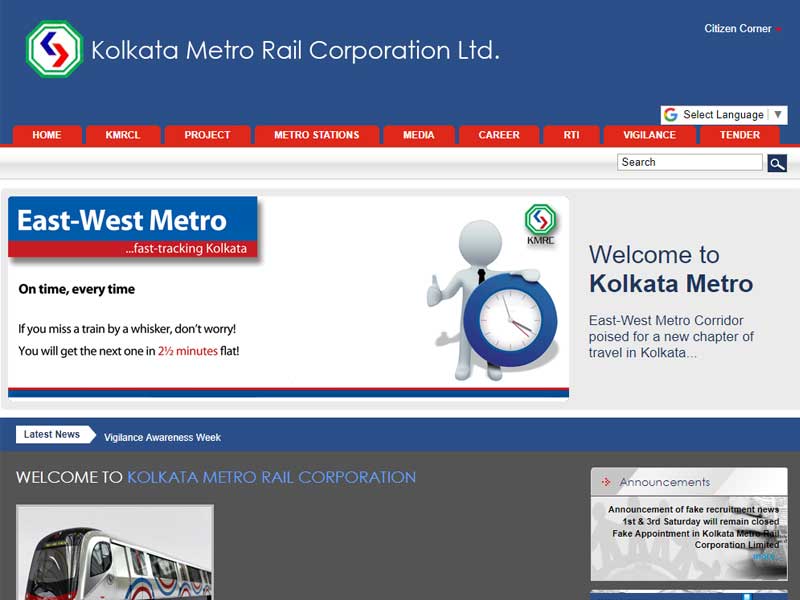 Citizen Corner
Kolkata Metro Rail Corporation Ltd.
Select Language
HOME KMRCL PROJECT METRO STATIONS MEDIA CAREER RTI VIGILANCE TENDER
Search
East-West Metro
...fast-tracking Kolkata
KMRC
On time, every time
If you miss a train by a whisker, don't worry!
You will get the next one in 2½ minutes flat!
Welcome to
Kolkata Metro
East-West Metro Corridor
poised for a new chapter of
travel in Kolkata...
Latest News Vigilance Awareness Week
WELCOME TO KOLKATA METRO RAIL CORPORATION
Announcements
Announcement of fake recruitment news
1st & 3rd Saturday will remain closed
Fake Appointment in Kolkata Metro Rail
Corporation Limited
more..